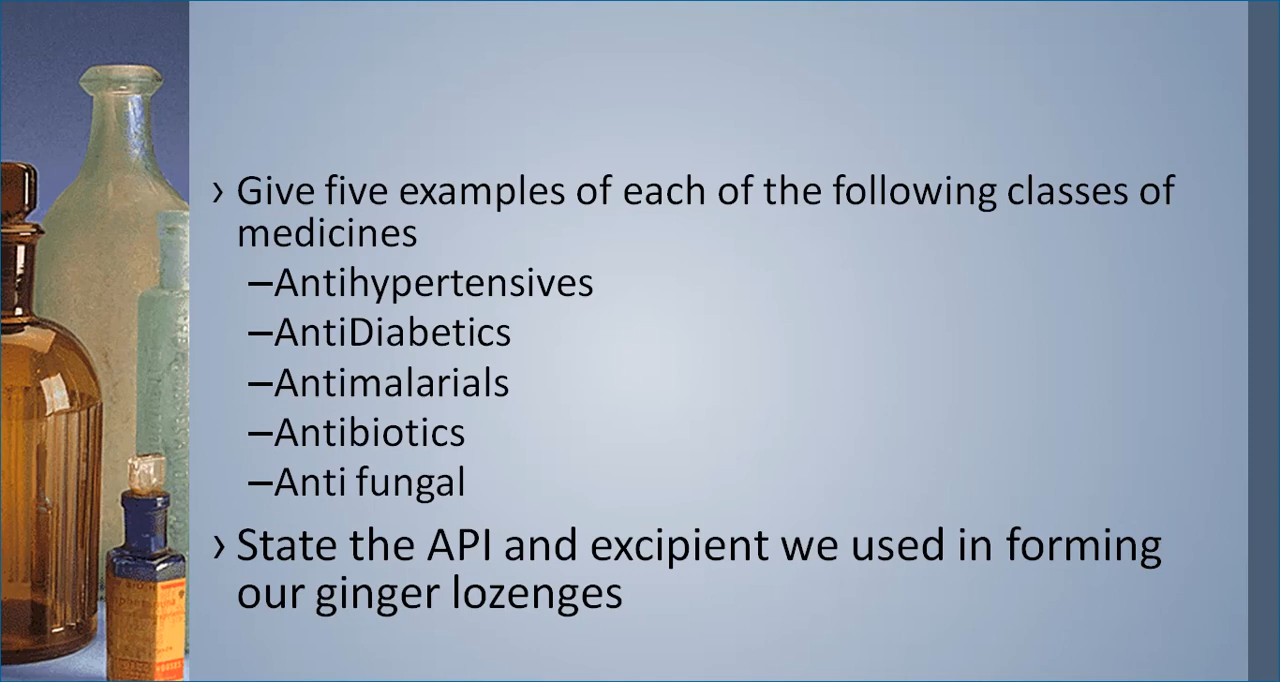 › Give five examples of each of the following classes of
medicines
–Antihypertensives
–AntiDiabetics
–Antimalarials
–Antibiotics
–Anti fungal
› State the API and excipient we used in forming
our ginger lozenges